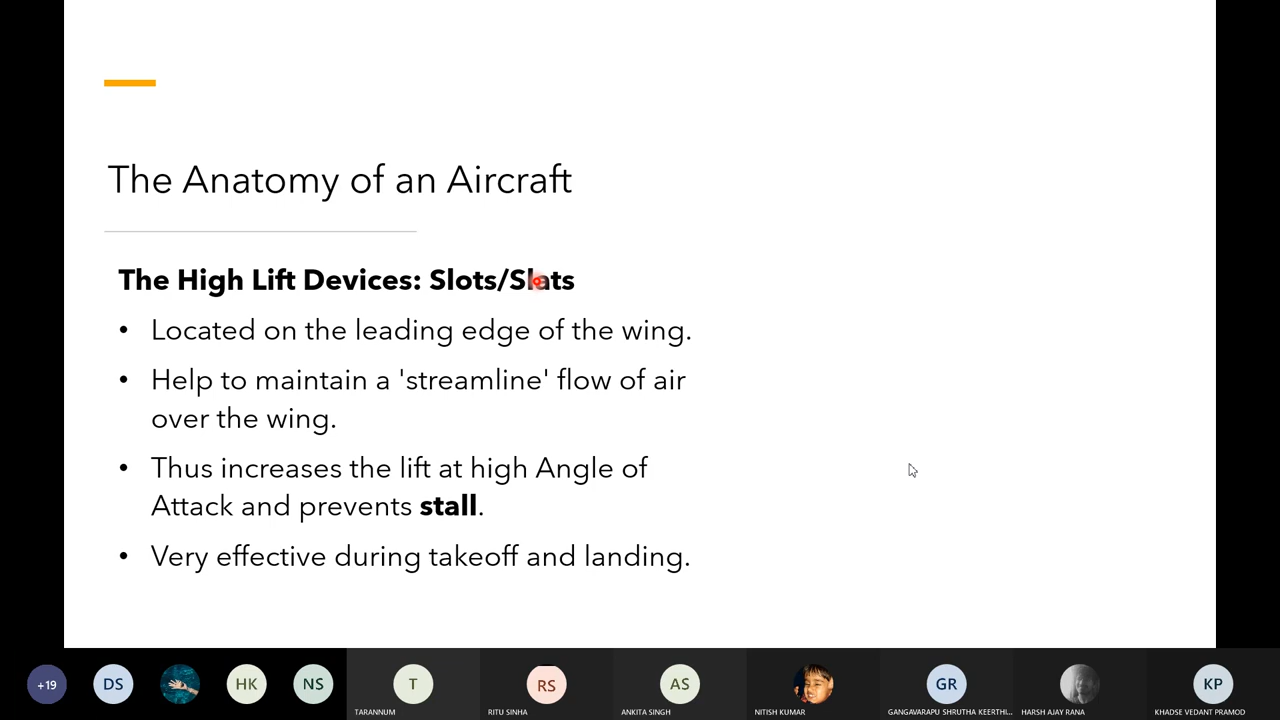 The Anatomy of an Aircraft
The High Lift Devices: Slots/Slats
• Located on the leading edge of the wing.
• Help to maintain a 'streamline' flow of air
over the wing.
• Thus increases the lift at high Angle of
Attack and prevents stall.
• Very effective during takeoff and landing.
+19 DS HK NS T RS AS GR KP
TARANNUM RITU SINHA ANKITA SINGH NITISH KUMAR GANGAVARAPU SHRUTHA KEERTHI... HARSH AJAY RANA KHADSE VEDANT PRAMOD